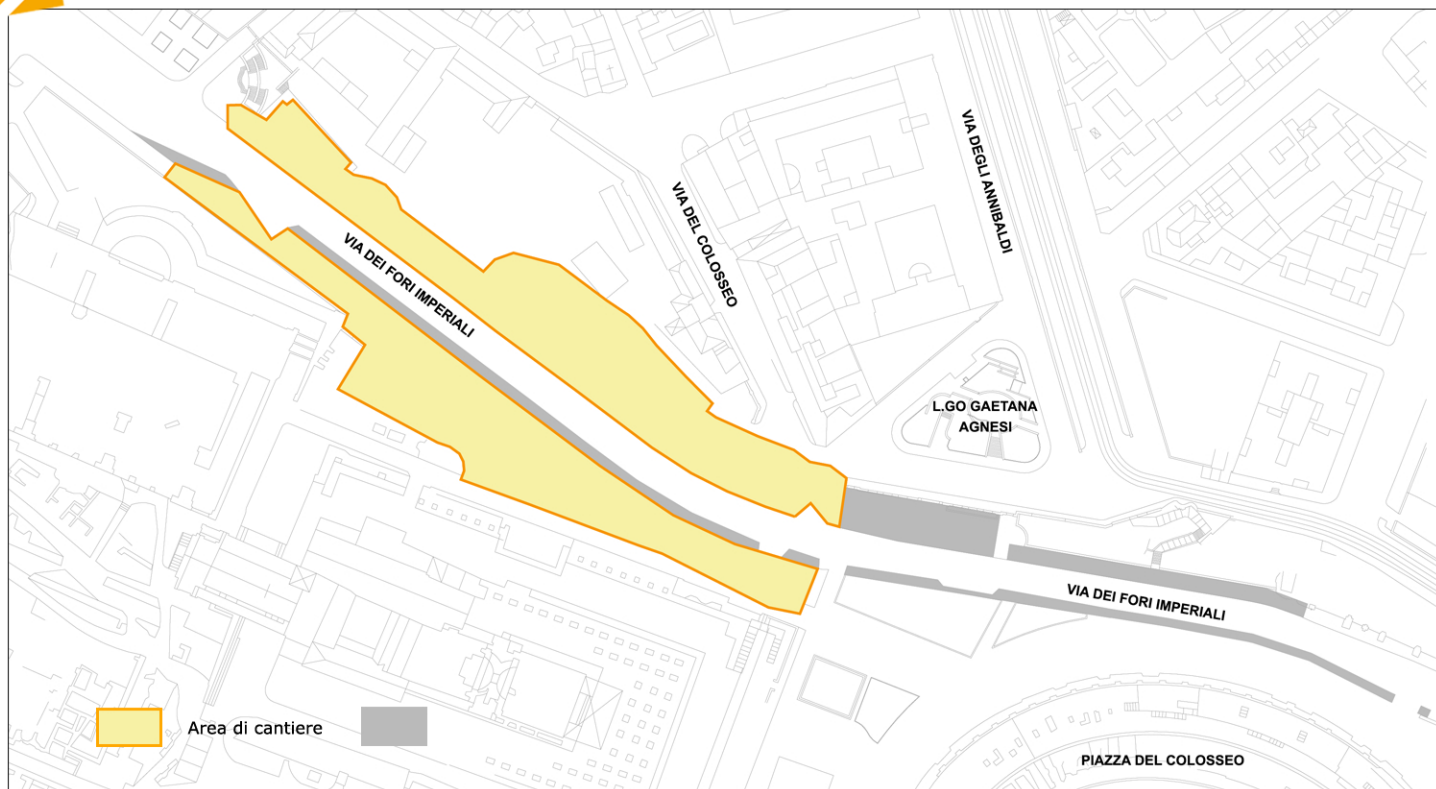 VIA DEGLI ANNIBALDI
VIA DEL COLOSSEO
VIA DEI FORI IMPERIALI
L.GO GAETANA
AGNESI
VIA DEI FORI IMPERIALI
Area di cantiere
PIAZZA DEL COLOSSEO